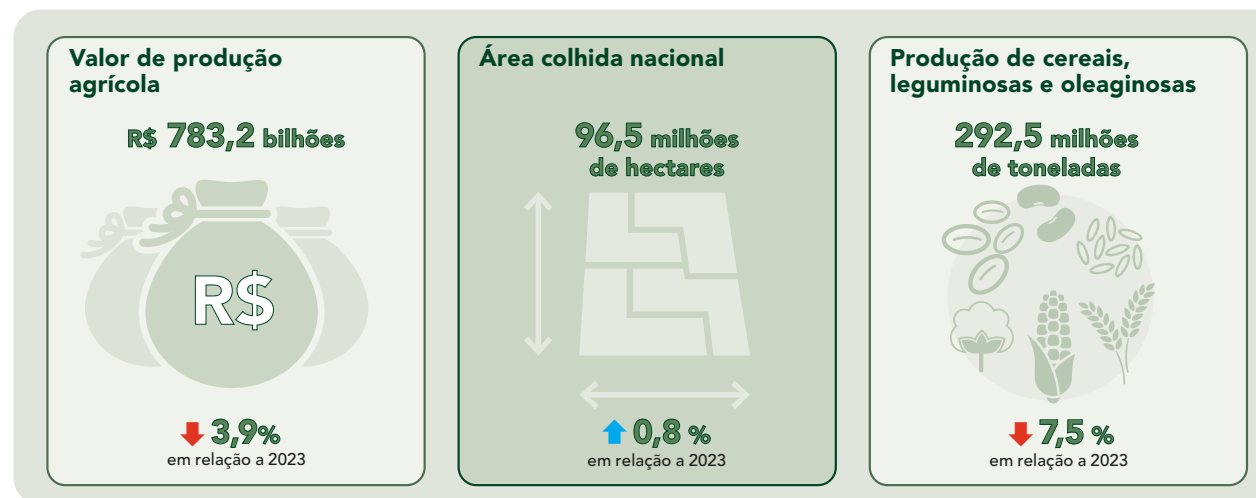 Valor de produção
agrícola
R$ 783,2 bilhões
R$
3,9%
em relação a 2023
Área colhida nacional
96,5 milhões
de hectares
0,8 %
em relação a 2023
Produção de cereais,
leguminosas e oleaginosas
292,5 milhões
de toneladas
7,5 %
em relação a 2023